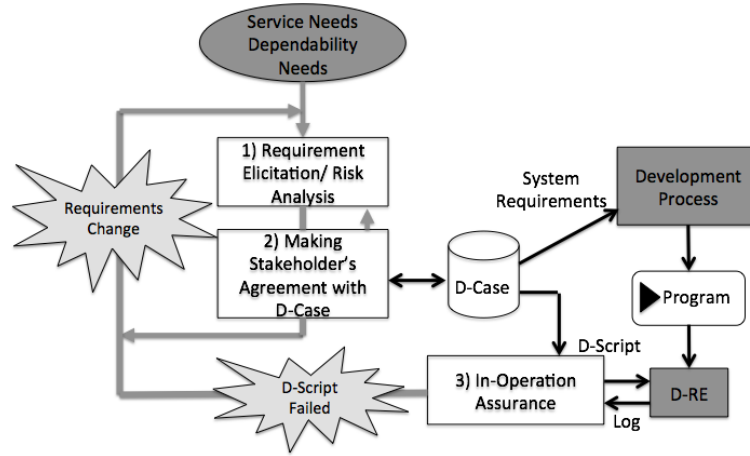 Service Needs
Dependability
Needs
1) Requirement
Elicitation/ Risk
Analysis
Requirements
Change
2) Making
Stakeholder's
Agreement with
D-Case
D-Case
System
Requirements
Development
Process
Program
D-Script
D-RE
Log
3) In-Operation
Assurance
D-Script
Failed